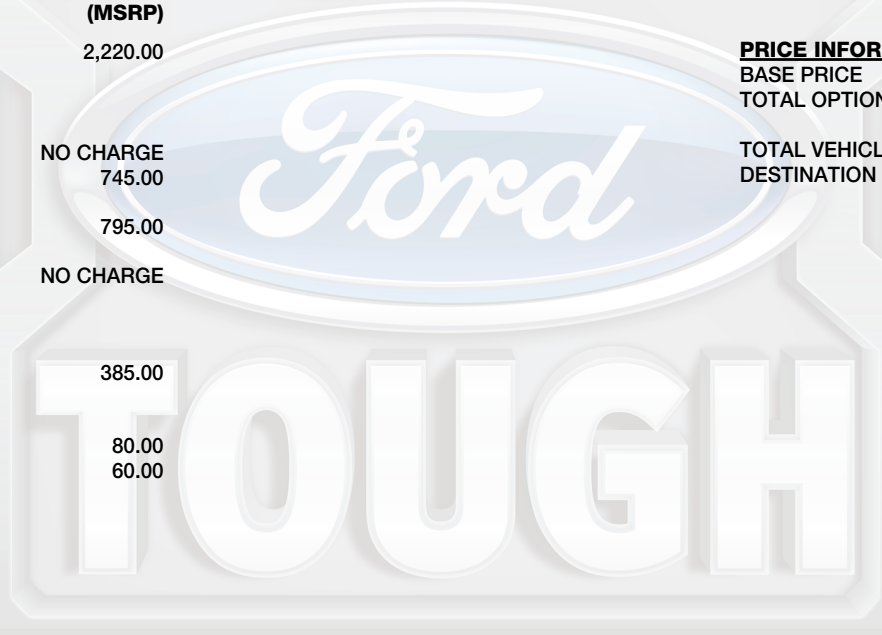 (MSRP)
2,220.00
NO CHARGE
745.00
795.00
NO CHARGE
385.00
80.00
60.00
PRICE INFOR
BASE PRICE
TOTAL OPTION
TOTAL VEHICL
DESTINATION
Ford
TOUGH